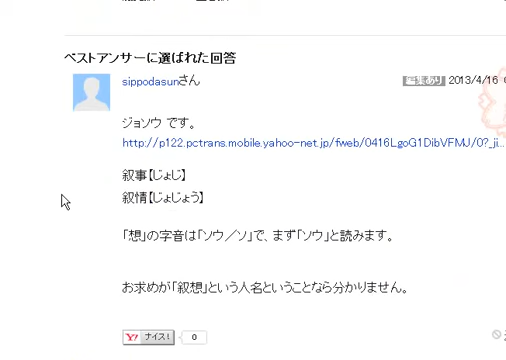 ベストアンサーに選ばれた回答
sippodasunさん
編集あり 2013/4/16
ジョソウ です。
http://p122.pctrans.mobile.yahoo-net.jp/fweb/0416LgoG1DibVFMJ/0?_ji...
叙事【じょじ】
叙情【じょじょう】
「想」の字音は「ソウ／ソ」で、まず「ソウ」と読みます。
お求めが「叙想」という人名ということなら分かりません。
Y! ナイス! 0